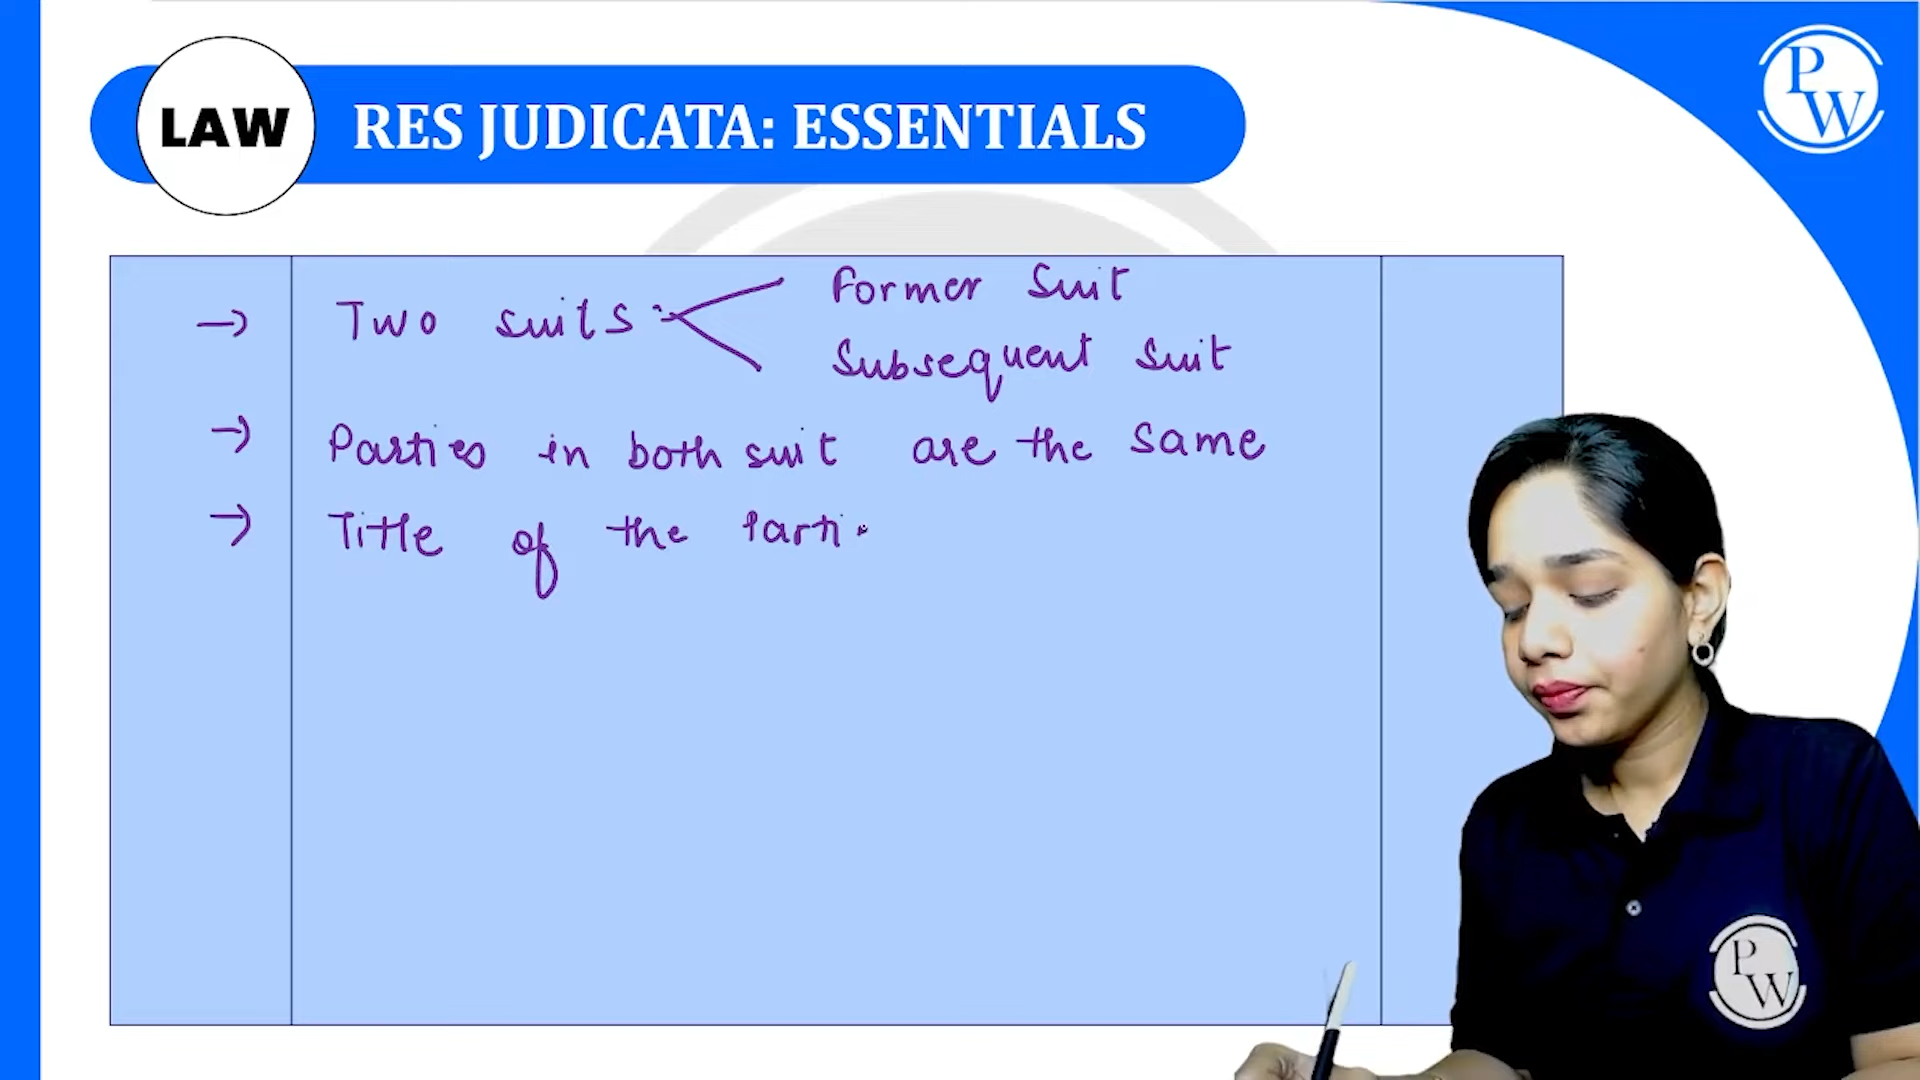 LAW
RES JUDICATA: ESSENTIALS
PW
→ Two suits :- Former Suit
Subsequent Suit
→ Parties in both suit are the same
→ Title of the Parti
PW